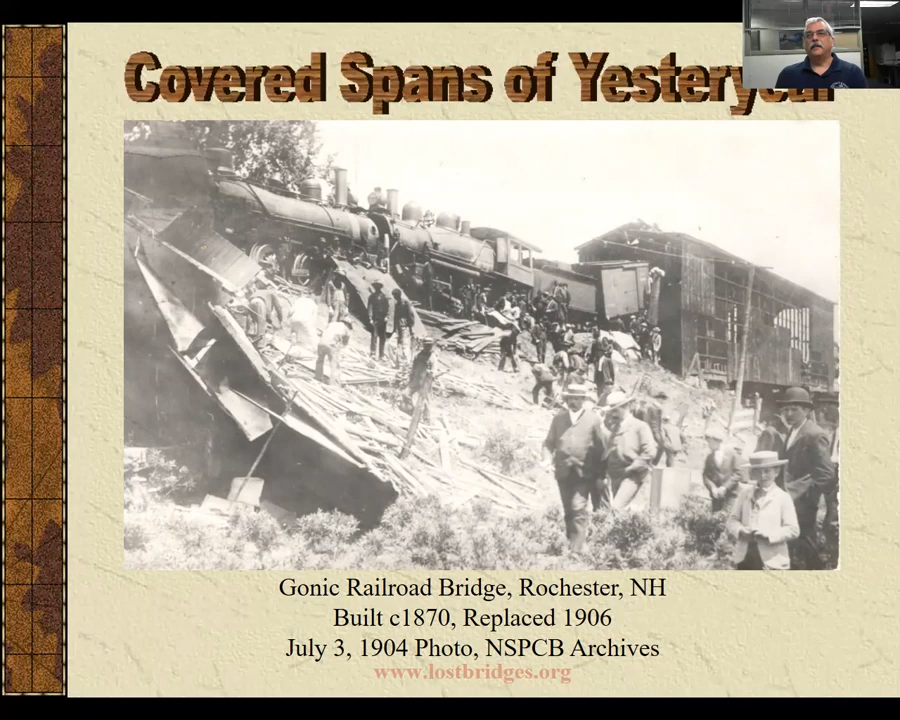 Covered Spans of Yesteryear
Gonic Railroad Bridge, Rochester, NH
Built c1870, Replaced 1906
July 3, 1904 Photo, NSPCB Archives
www.lostbridges.org